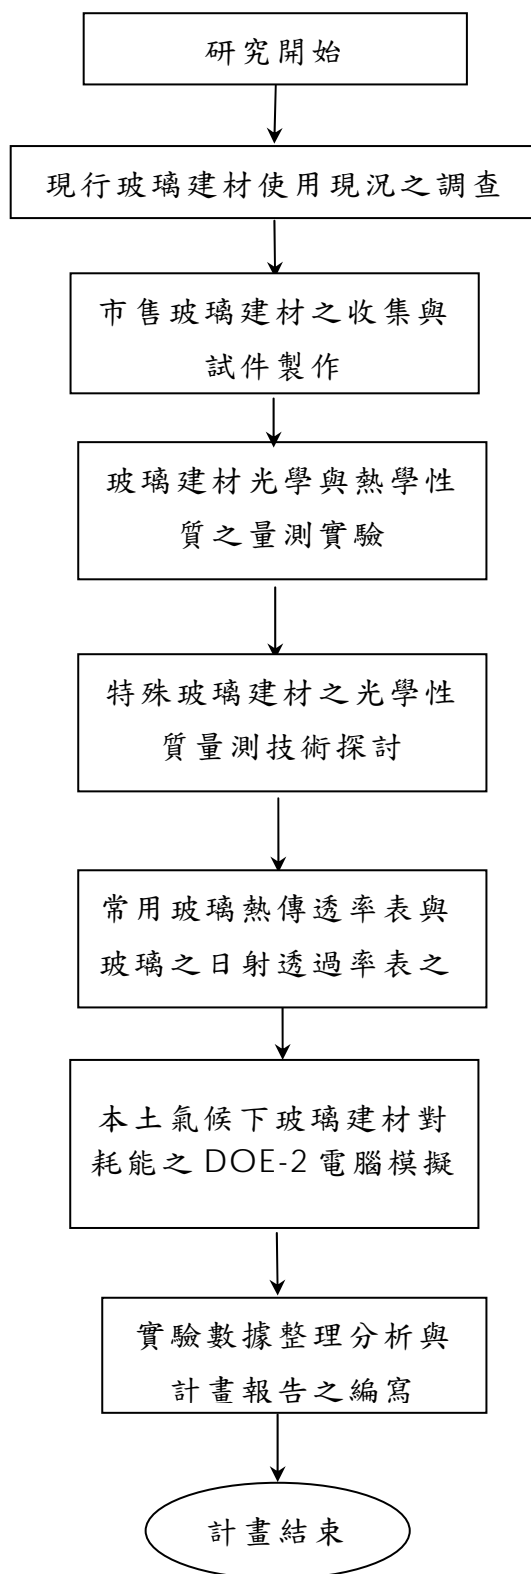 研究開始
現行玻璃建材使用現況之調查
市售玻璃建材之收集與
試件製作
玻璃建材光學與熱學性
質之量測實驗
特殊玻璃建材之光學性
質量測技術探討
常用玻璃熱傳透率表與
玻璃之日射透過率表之
本土氣候下玻璃建材對
耗能之 DOE-2 電腦模擬
實驗數據整理分析與
計畫報告之編寫
計畫結束